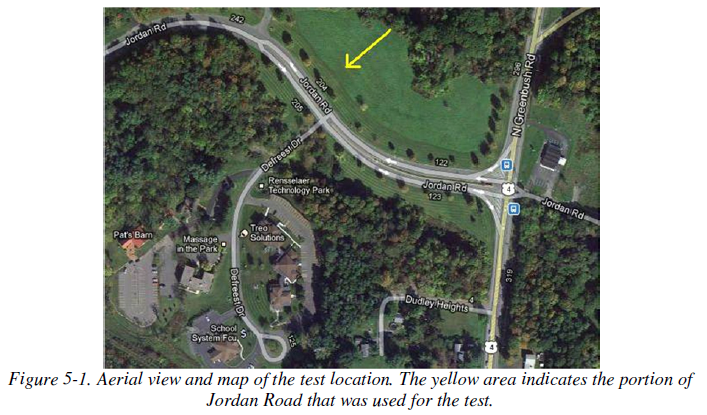 242
Jordan Rd
204
Jordan Rd
205
296
N Greenbush Rd
Defreest Dr
122
Jordan Rd
123
4
Jordan Rd
Rensselaer
Technology Park
Pat's Barn
Massage
in the Park
Treo
Solutions
Defreest Dr
319
4
Dudley Heights
School
System Fcu
S
125
4
Figure 5-1. Aerial view and map of the test location. The yellow area indicates the portion of
Jordan Road that was used for the test.